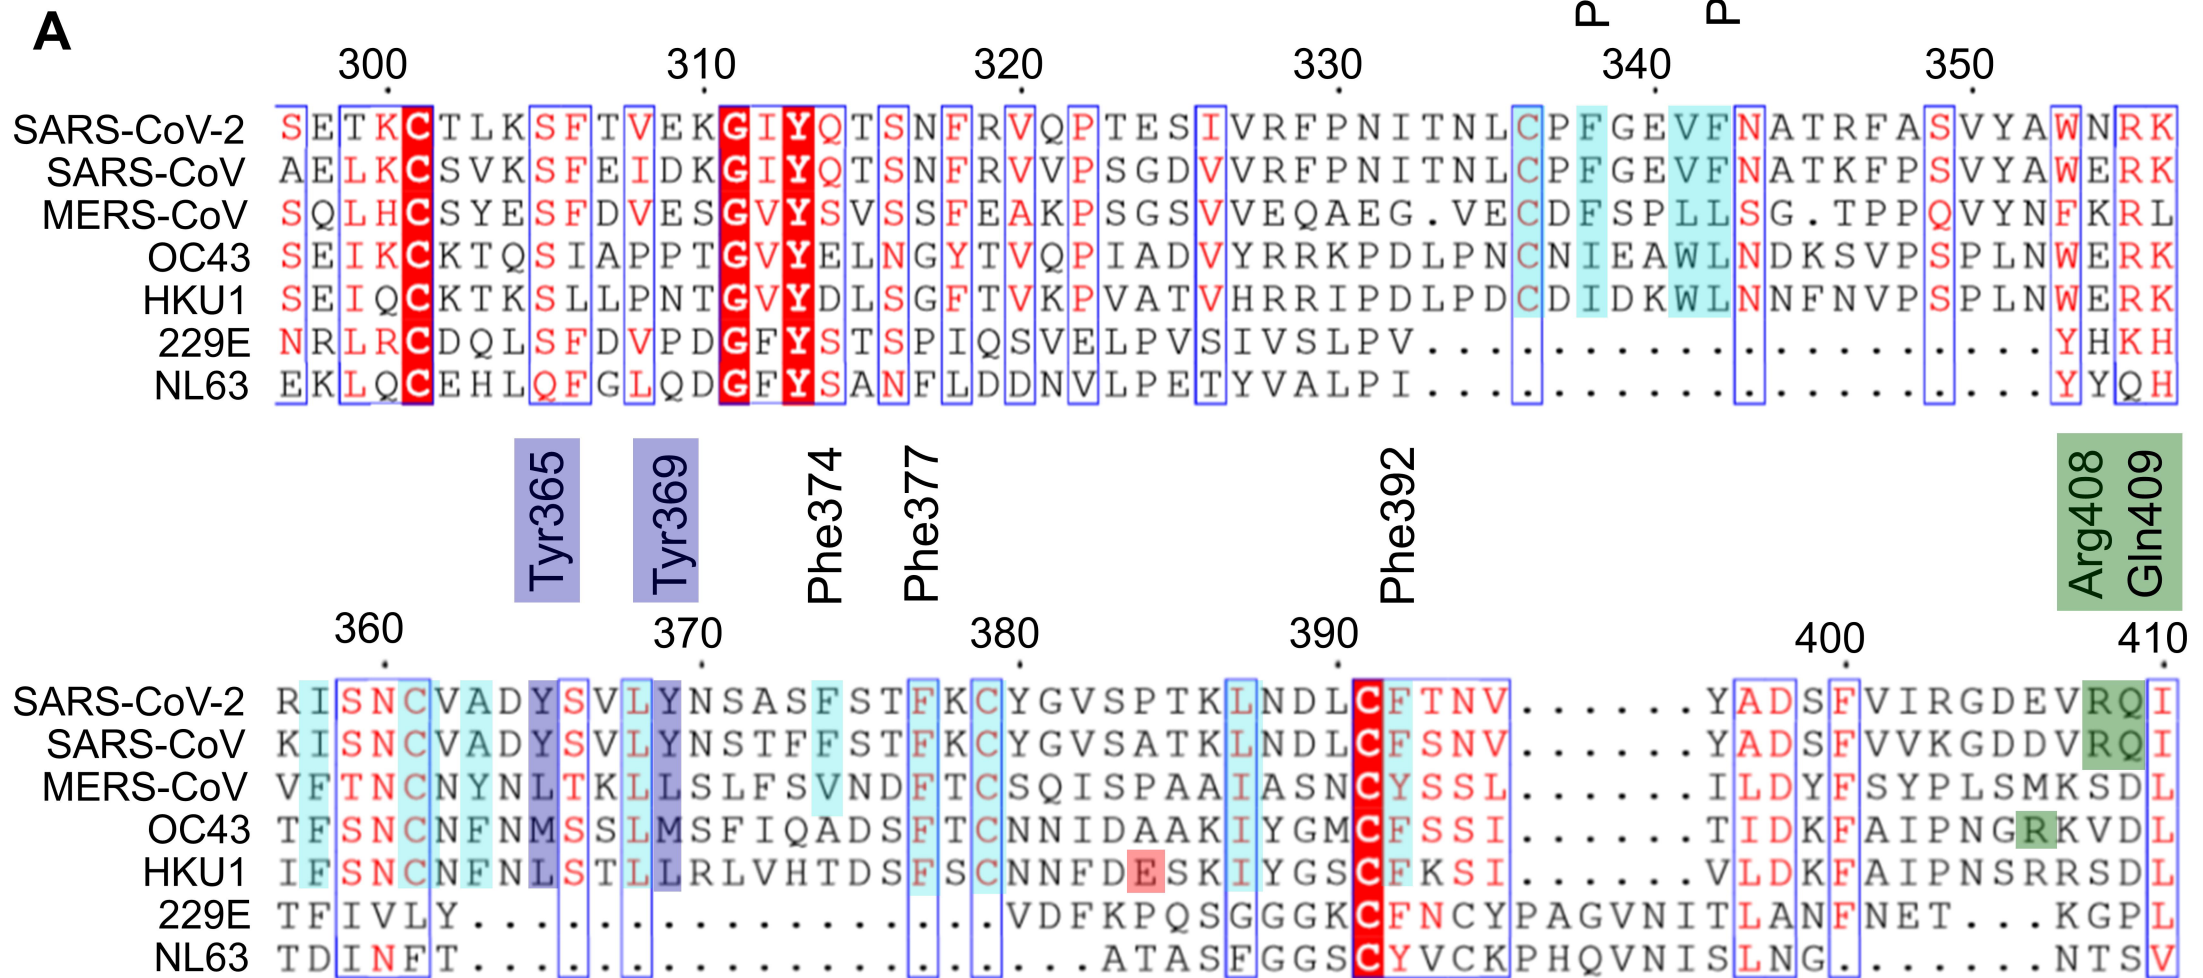 A
P P
300 310 320 330 340 350
SARS-CoV-2 SETKCTLKSFTVEKGIYQTSNFRVQPTESIVRFPNITNLCPFGEVFNATRFASVYAWNRK
SARS-CoV AELKCSVKSFEIDKGIYQTSNFRVVPSGDVVRFPNITNLCPFGEVFNATKFPSVYAWERK
MERS-CoV SQLHCSYESFDVESGVYSVSSFEAKPSGSVVEQAEG.VECDFSPLLSG.TPPQVYNFKRL
OC43 SEIKCKTQSIAPPTGVYELNGYTVQPIADVYRRKPDLPNCNIEAWLNDKSVPSPLNWERK
HKU1 SEIQCKTKSLLPNTGVYDLSGFTVKPVATVHRRIPDLPDCDIDKWLNNFNVPSPLNWERK
229E NRLRCDQLSFDVPDGFYSTSPIQSVELPVSIVSLPV....................YHKH
NL63 EKLQCEHLQFGLQDGFYSANFLDDNVLPETYVALPI....................YYQH
Tyr365 Tyr369 Phe374 Phe377 Phe392 Arg408 Gln409
360 370 380 390 400 410
SARS-CoV-2 RISNCVADYSVLYNSASFSTFKCYGVSPTKLNDLCFTNV......YADSFVIRGDEVRQI
SARS-CoV KISNCVADYSVLYNSTFFSTFKCYGVSATKLNDLCFSNV......YADSFVVKGDDVRQI
MERS-CoV VFTNCNYNLTKLLSLFSVNDFTCSQISPAAIASNCYSSL......ILDYFSYPLSMKSDL
OC43 TFSNCNFNMSSLMSFIQADSFTCNNIDAAKIYGMCFSSI......TIDKFAIPNGRKVDL
HKU1 IFSNCNFNLSTLLRLVHTDSFSCNNFDESKIYGSCFKSI......VLDKFAIPNSRRSDL
229E TFIVLY.................VDFKPQSGGGKCFNCYPAGVNITLANFNET...KGPL
NL63 TDINFT....................ATASFGGSCYVCKPHQVNISLNG.......NTSV